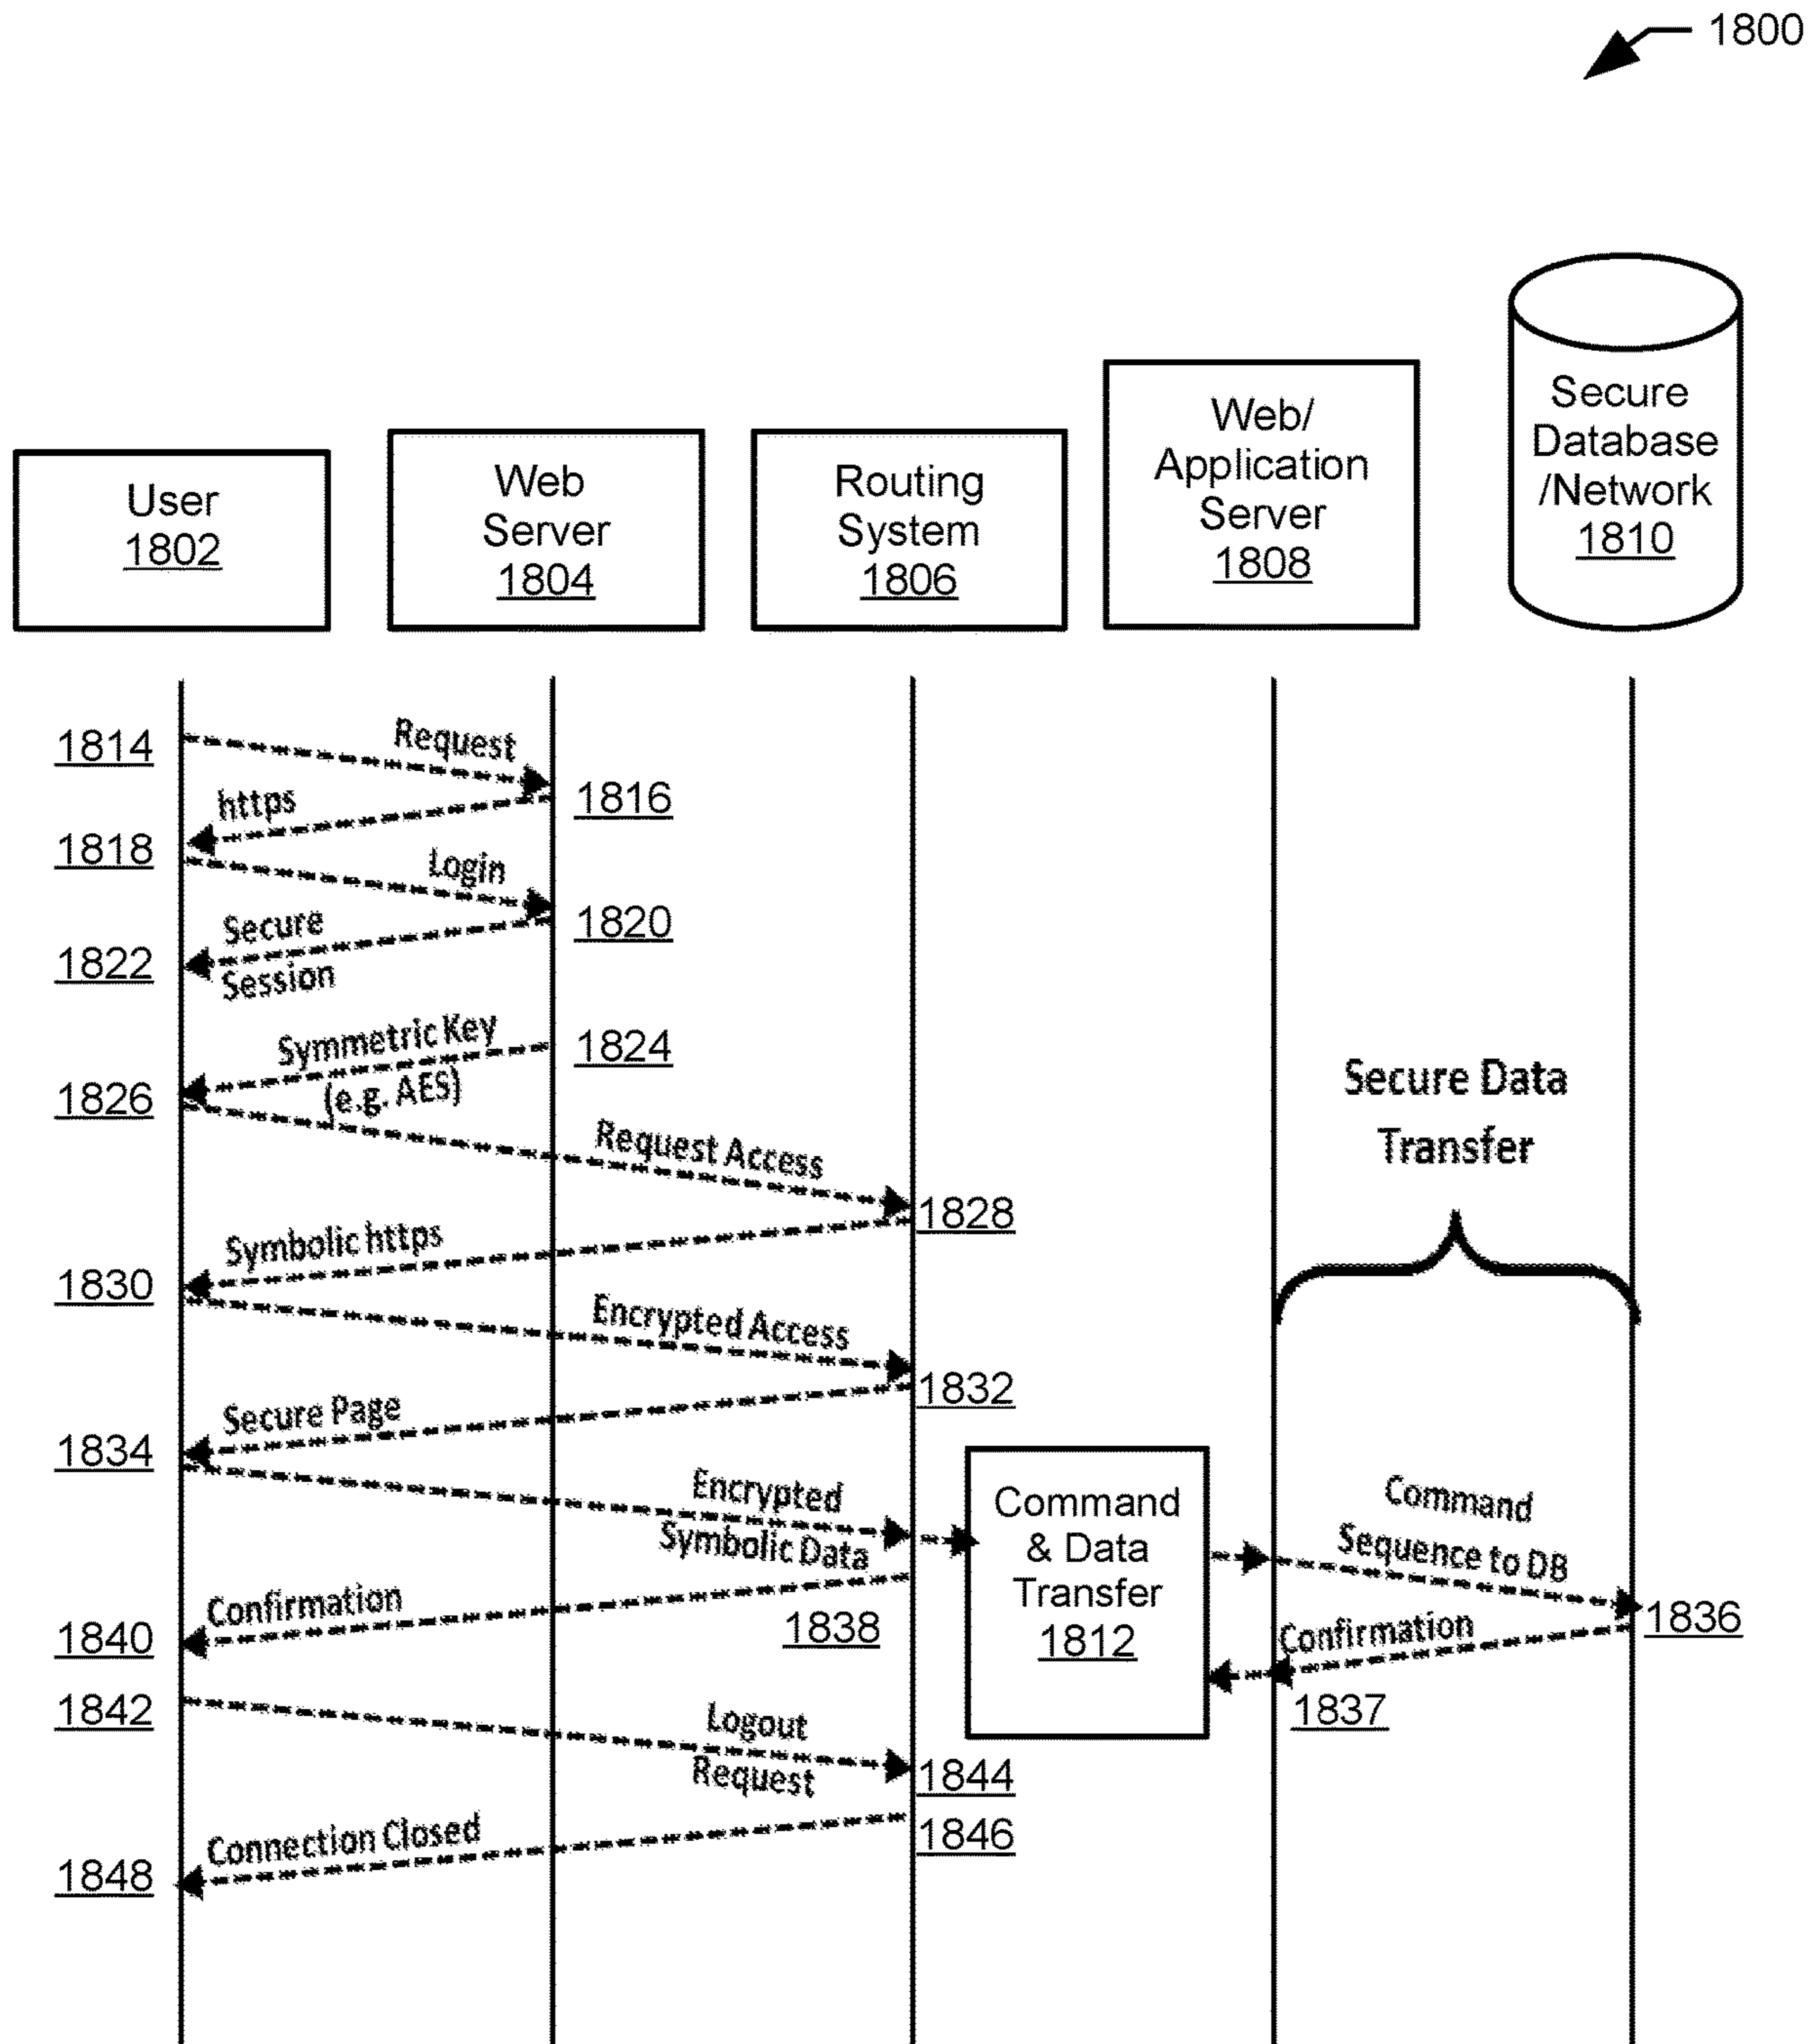 1800
User
1802
Web
Server
1804
Routing
System
1806
Web/
Application
Server
1808
Secure
Database
/Network
1810
1814
Request
1816
https
1818
Login
1820
Secure
Session
1822
Symmetric Key
(e.g. AES)
1824
1826
Request Access
1828
Symbolic https
1830
Encrypted Access
1832
Secure Page
1834
Secure Data
Transfer
Encrypted
Symbolic Data
Command
& Data
Transfer
1812
Command
Sequence to DB
1836
Confirmation
1837
1838
Confirmation
1840
1842
Logout
Request
1844
1846
Connection Closed
1848